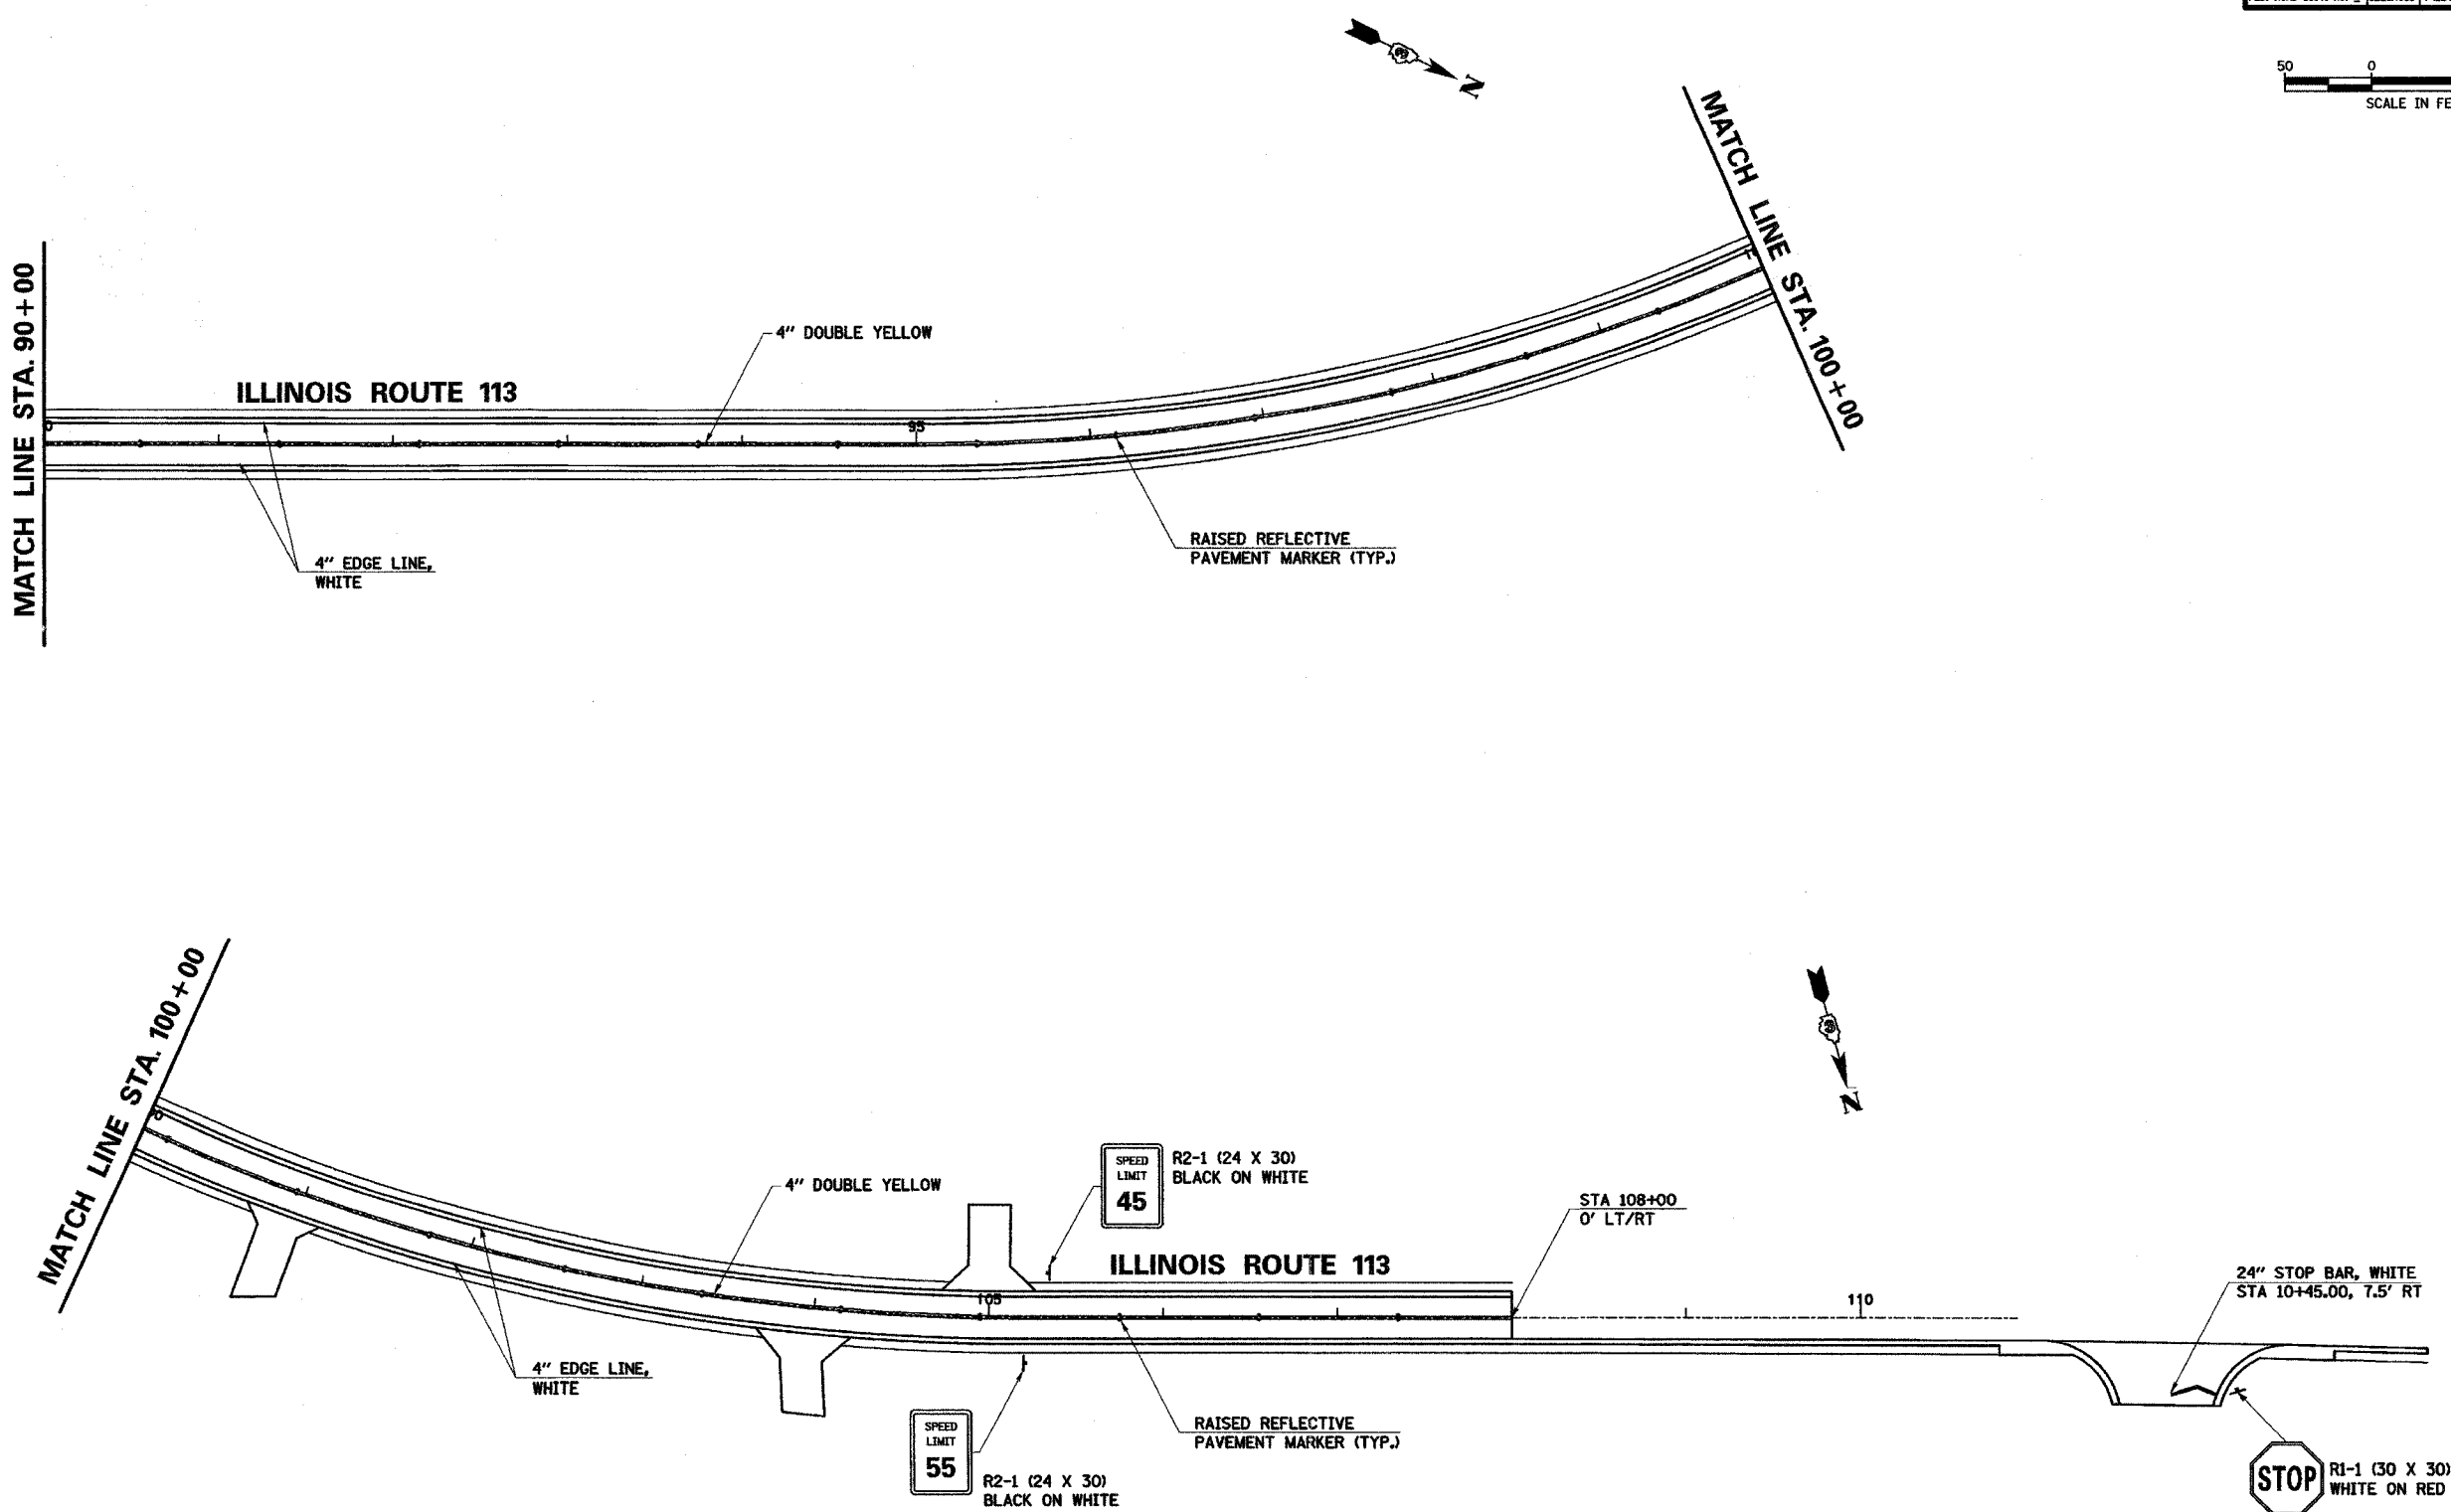 50 0
SCALE IN FE
N
MATCH LINE STA. 100+00
MATCH LINE STA. 90+00
4" DOUBLE YELLOW
ILLINOIS ROUTE 113
95
RAISED REFLECTIVE
PAVEMENT MARKER (TYP.)
4" EDGE LINE,
WHITE
MATCH LINE STA. 100+00
N
SPEED
LIMIT
45
R2-1 (24 X 30)
BLACK ON WHITE
4" DOUBLE YELLOW
STA 108+00
0' LT/RT
ILLINOIS ROUTE 113
24" STOP BAR, WHITE
STA 10+45.00, 7.5' RT
105
110
4" EDGE LINE,
WHITE
RAISED REFLECTIVE
PAVEMENT MARKER (TYP.)
SPEED
LIMIT
55
R2-1 (24 X 30)
BLACK ON WHITE
STOP
R1-1 (30 X 30)
WHITE ON RED